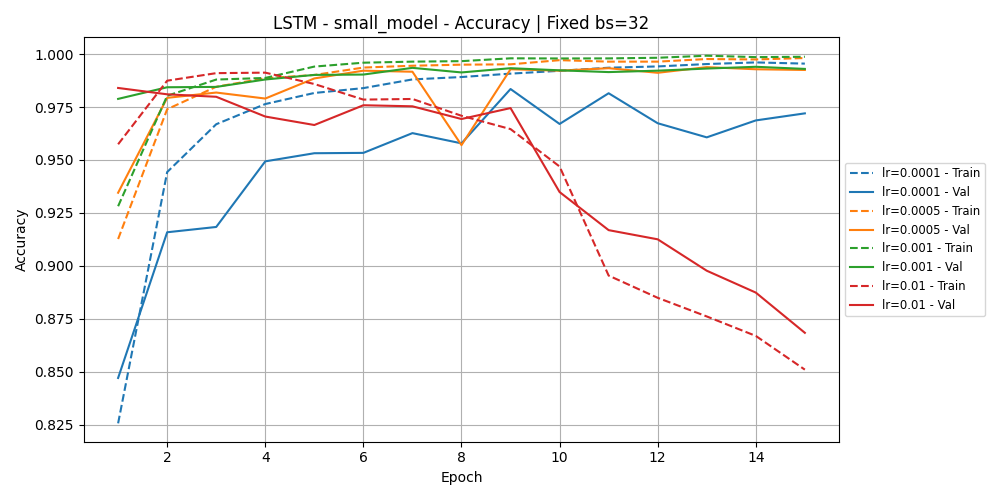 LSTM - small_model - Accuracy | Fixed bs=32
1.000
0.975
0.950
0.925
0.900
0.875
0.850
0.825
Accuracy
2 4 6 8 10 12 14
Epoch
lr=0.0001 - Train
lr=0.0001 - Val
lr=0.0005 - Train
lr=0.0005 - Val
lr=0.001 - Train
lr=0.001 - Val
lr=0.01 - Train
lr=0.01 - Val